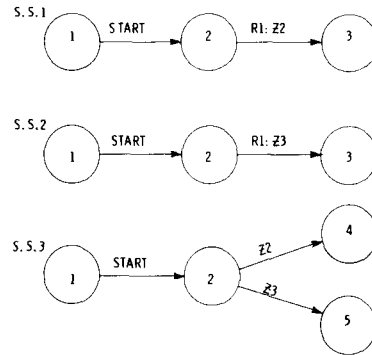 S.S.1
1 START 2 R1: Z2 3
S.S.2
1 START 2 R1: Z3 3
S.S.3
1 START 2 Z2 4
Z3 5